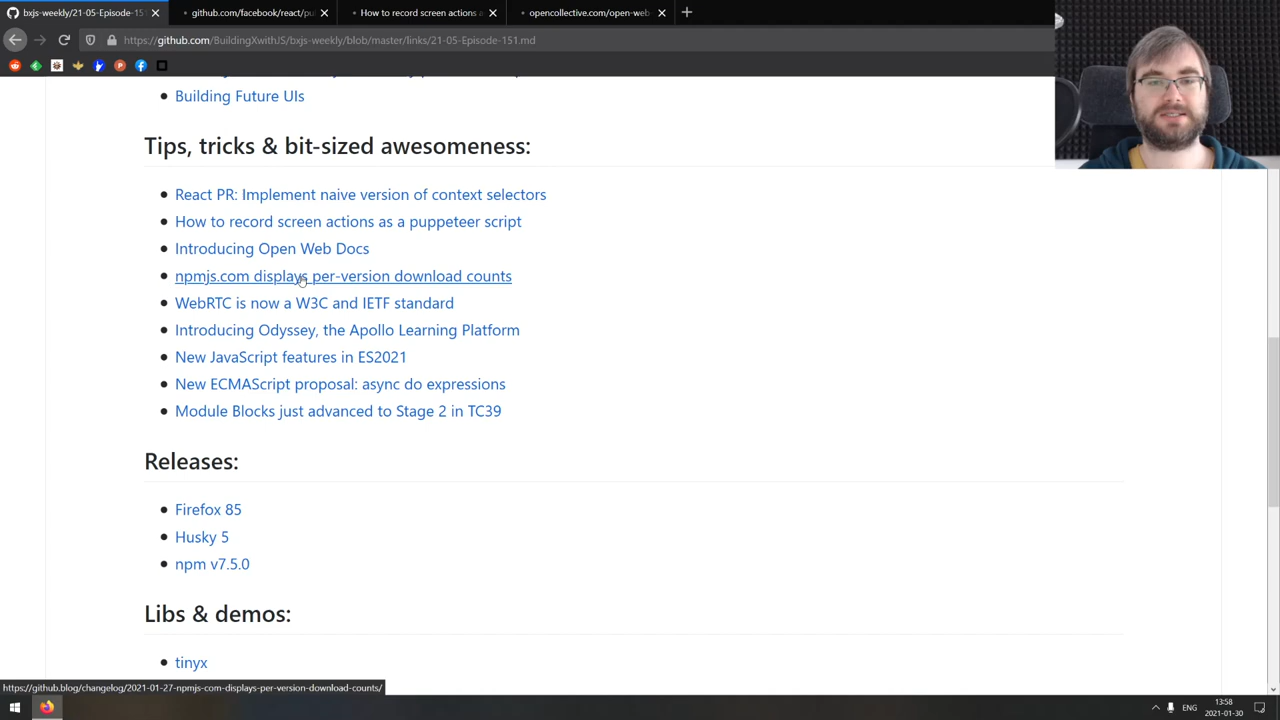 bxjs-weekly/21-05-Episode-151
github.com/facebook/react/pul
How to record screen actions a
opencollective.com/open-web
https://github.com/BuildingXwithJS/bxjs-weekly/blob/master/links/21-05-Episode-151.md
Building Future UIs
Tips, tricks & bit-sized awesomeness:
React PR: Implement naive version of context selectors
How to record screen actions as a puppeteer script
Introducing Open Web Docs
npmjs.com displays per-version download counts
WebRTC is now a W3C and IETF standard
Introducing Odyssey, the Apollo Learning Platform
New JavaScript features in ES2021
New ECMAScript proposal: async do expressions
Module Blocks just advanced to Stage 2 in TC39
Releases:
Firefox 85
Husky 5
npm v7.5.0
Libs & demos:
tinyx
https://github.blog/changelog/2021-01-27-npmjs-com-displays-per-version-download-counts/
ENG
13:58
2021-01-30